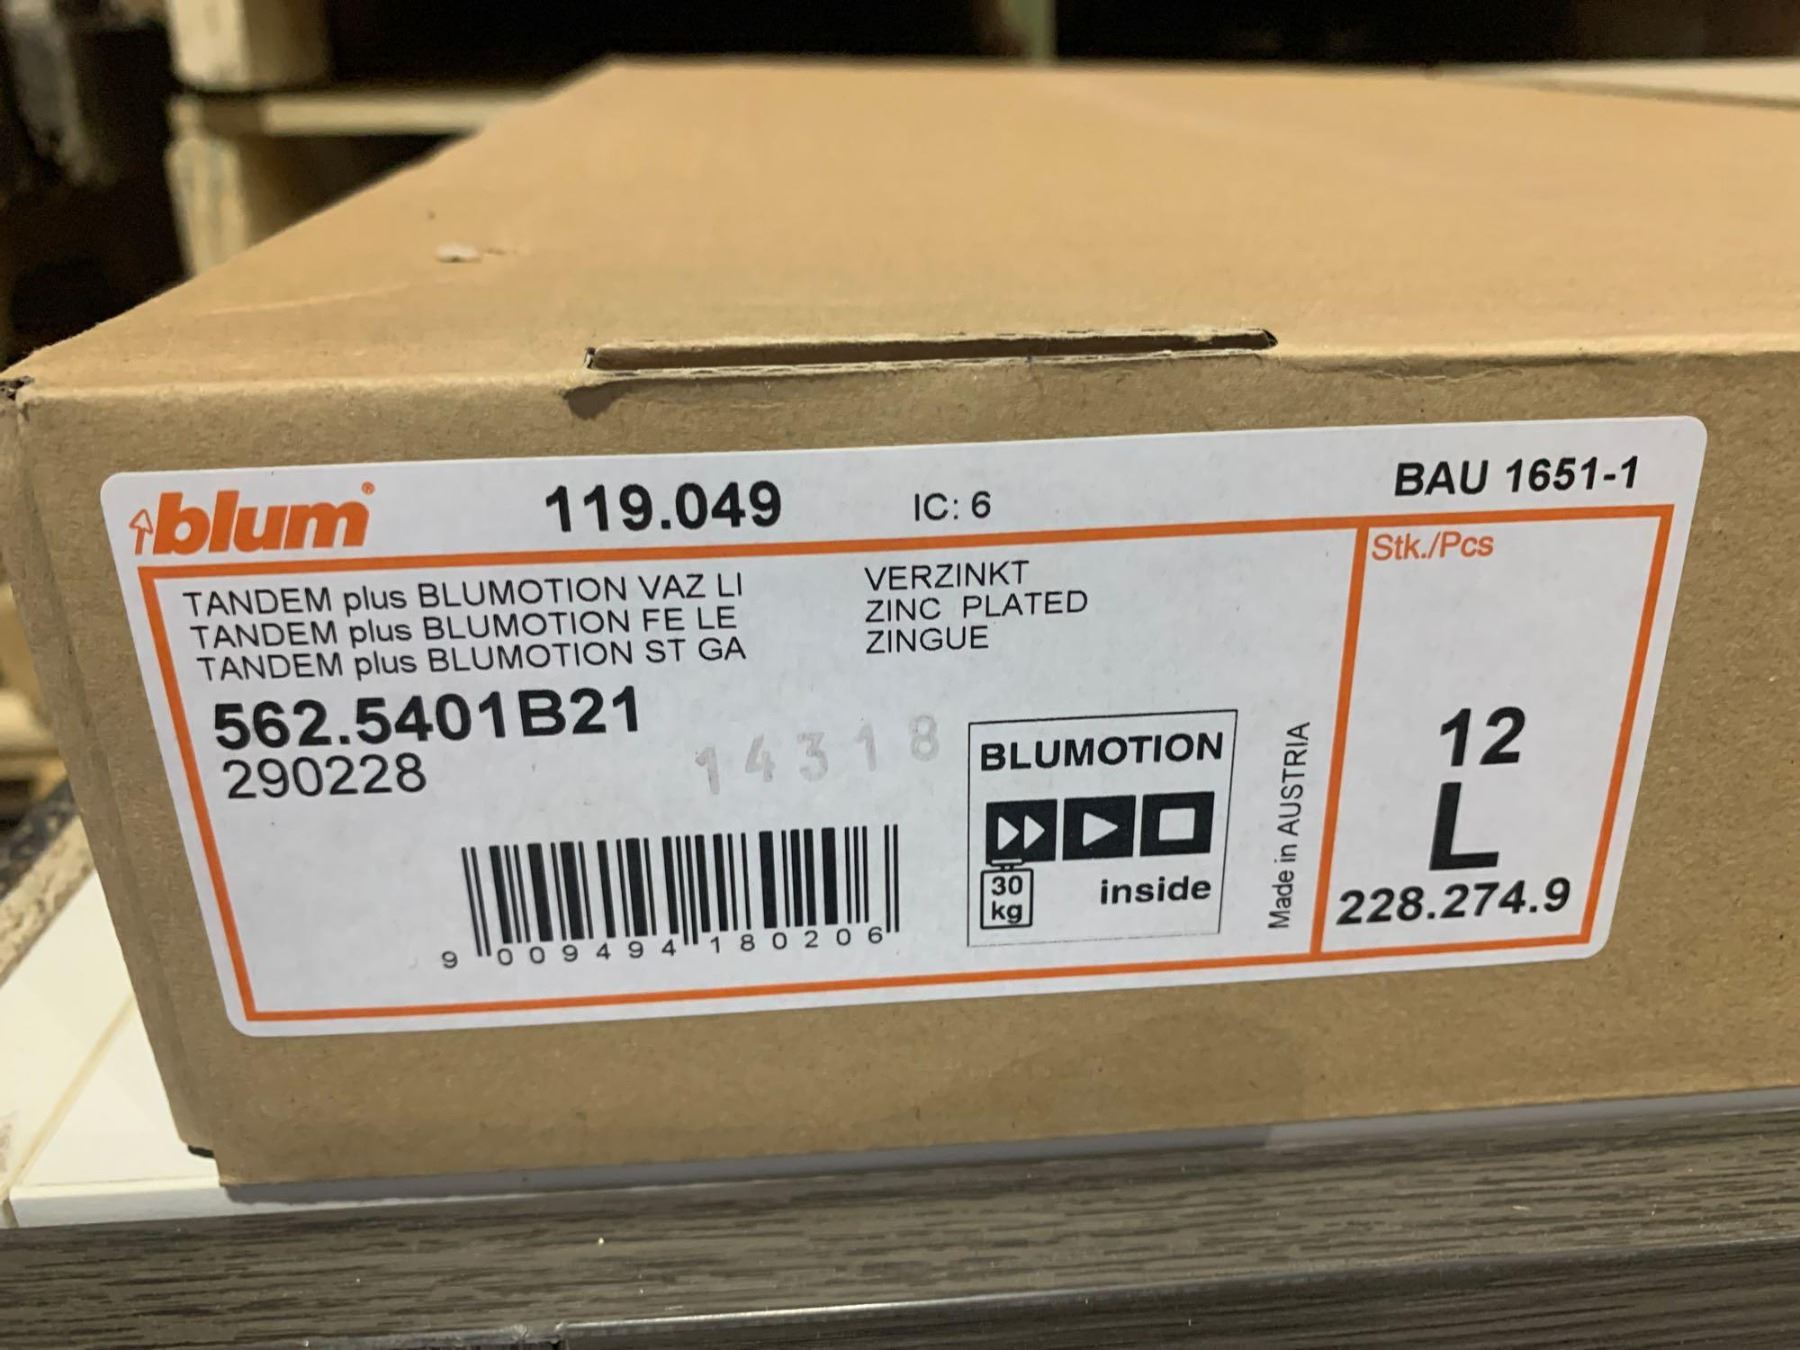 blum®
119.049
IC: 6
BAU 1651-1
TANDEM plus BLUMOTION VAZ LI
TANDEM plus BLUMOTION FE LE
TANDEM plus BLUMOTION ST GA
VERZINKT
ZINC PLATED
ZINGUE
562.5401B21
290228
14318
9 009494 180206
BLUMOTION
30
kg
inside
Made in AUSTRIA
Stk./Pcs
12
L
228.274.9